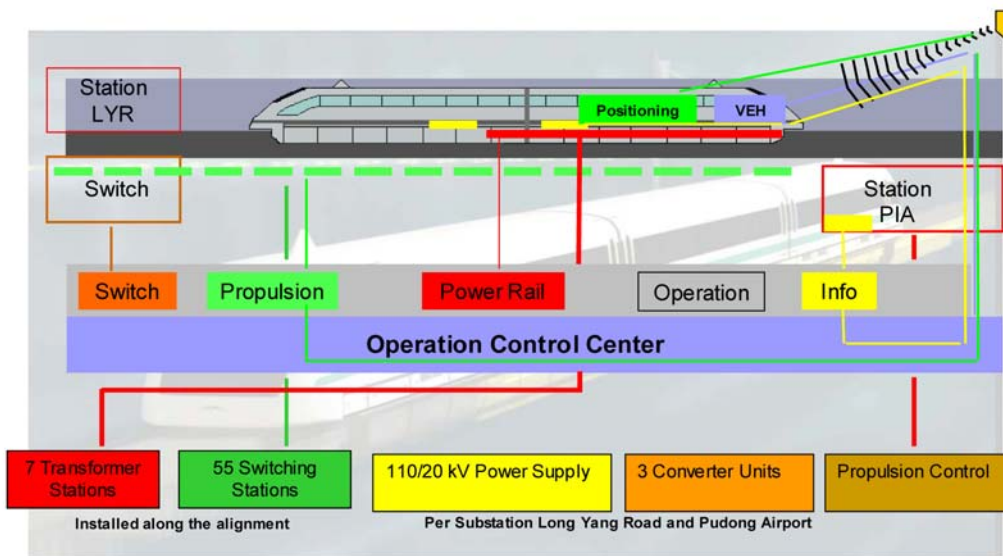 Station
LYR
Positioning
VEH
Switch
Station
PIA
Switch
Propulsion
Power Rail
Operation
Info
Operation Control Center
7 Transformer
Stations
55 Switching
Stations
110/20 kV Power Supply
3 Converter Units
Propulsion Control
Installed along the alignment
Per Substation Long Yang Road and Pudong Airport